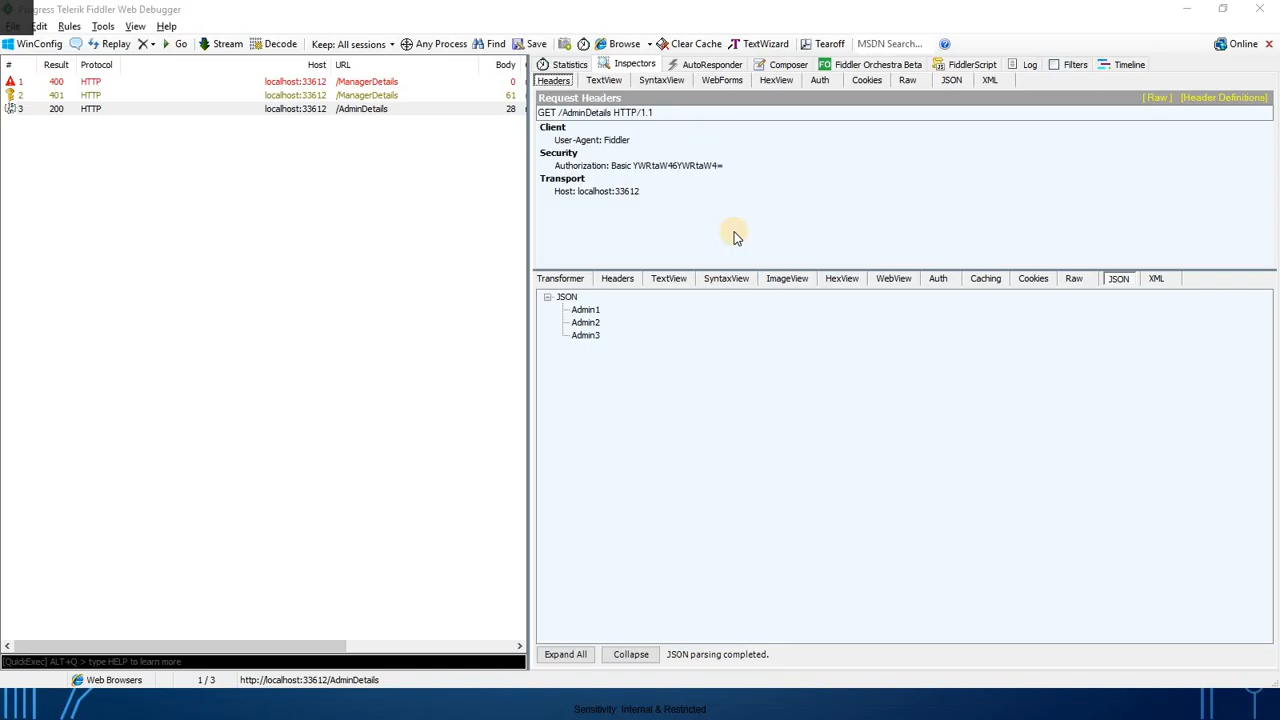 Progress Telerik Fiddler Web Debugger
File Edit Rules Tools View Help
WinConfig Replay Go Stream Decode Keep: All sessions Any Process Find Save Browse Clear Cache TextWizard Tearoff MSDN Search... Online
# Result Protocol Host URL Body
1 400 HTTP localhost:33612 /ManagerDetails 0
2 401 HTTP localhost:33612 /ManagerDetails 61
3 200 HTTP localhost:33612 /AdminDetails 28
Statistics Inspectors AutoResponder Composer FO Fiddler Orchestra Beta FiddlerScript Log Filters Timeline
Headers TextView SyntaxView WebForms HexView Auth Cookies Raw JSON XML
Request Headers [ Raw ] [Header Definitions]
GET /AdminDetails HTTP/1.1
Client
User-Agent: Fiddler
Security
Authorization: Basic YWRtaW46YWRtaW4=
Transport
Host: localhost:33612
Transformer Headers TextView SyntaxView ImageView HexView WebView Auth Caching Cookies Raw JSON XML
JSON
Admin1
Admin2
Admin3
Expand All Collapse JSON parsing completed.
[QuickExec] ALT+Q > type HELP to learn more
Web Browsers 1 / 3 http://localhost:33612/AdminDetails
Sensitivity: Internal & Restricted